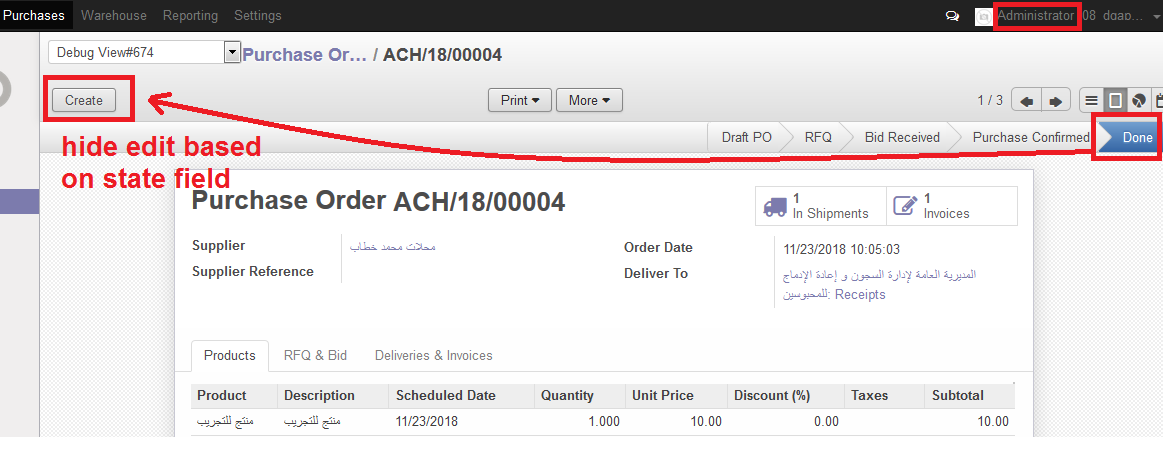 Purchases Warehouse Reporting Settings Administrator
Debug View#674 Purchase Or... / ACH/18/00004
Create Print More 1 / 3
hide edit based
on state field
Draft PO RFQ Bid Received Purchase Confirmed Done
Purchase Order ACH/18/00004
1
In Shipments
1
Invoices
Supplier محلات محمد خطاب
Supplier Reference
Order Date 11/23/2018 10:05:03
Deliver To المديرية العامة لإدارة السجون و إعادة الإدماج
للمحبوسين: Receipts
Products RFQ & Bid Deliveries & Invoices
Product Description Scheduled Date Quantity Unit Price Discount (%) Taxes Subtotal
منتج للتجريب منتج للتجريب 11/23/2018 1.000 10.00 0.00 10.00